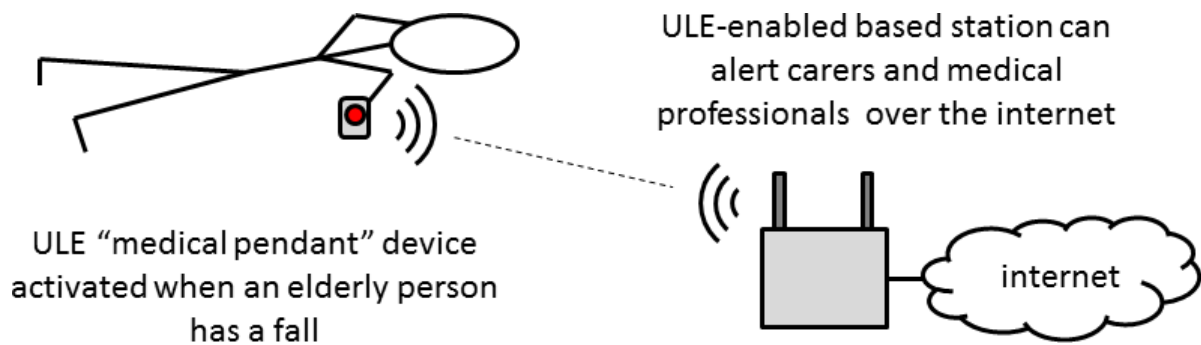 ULE-enabled based station can
alert carers and medical
professionals over the internet
ULE “medical pendant” device
activated when an elderly person
has a fall
internet